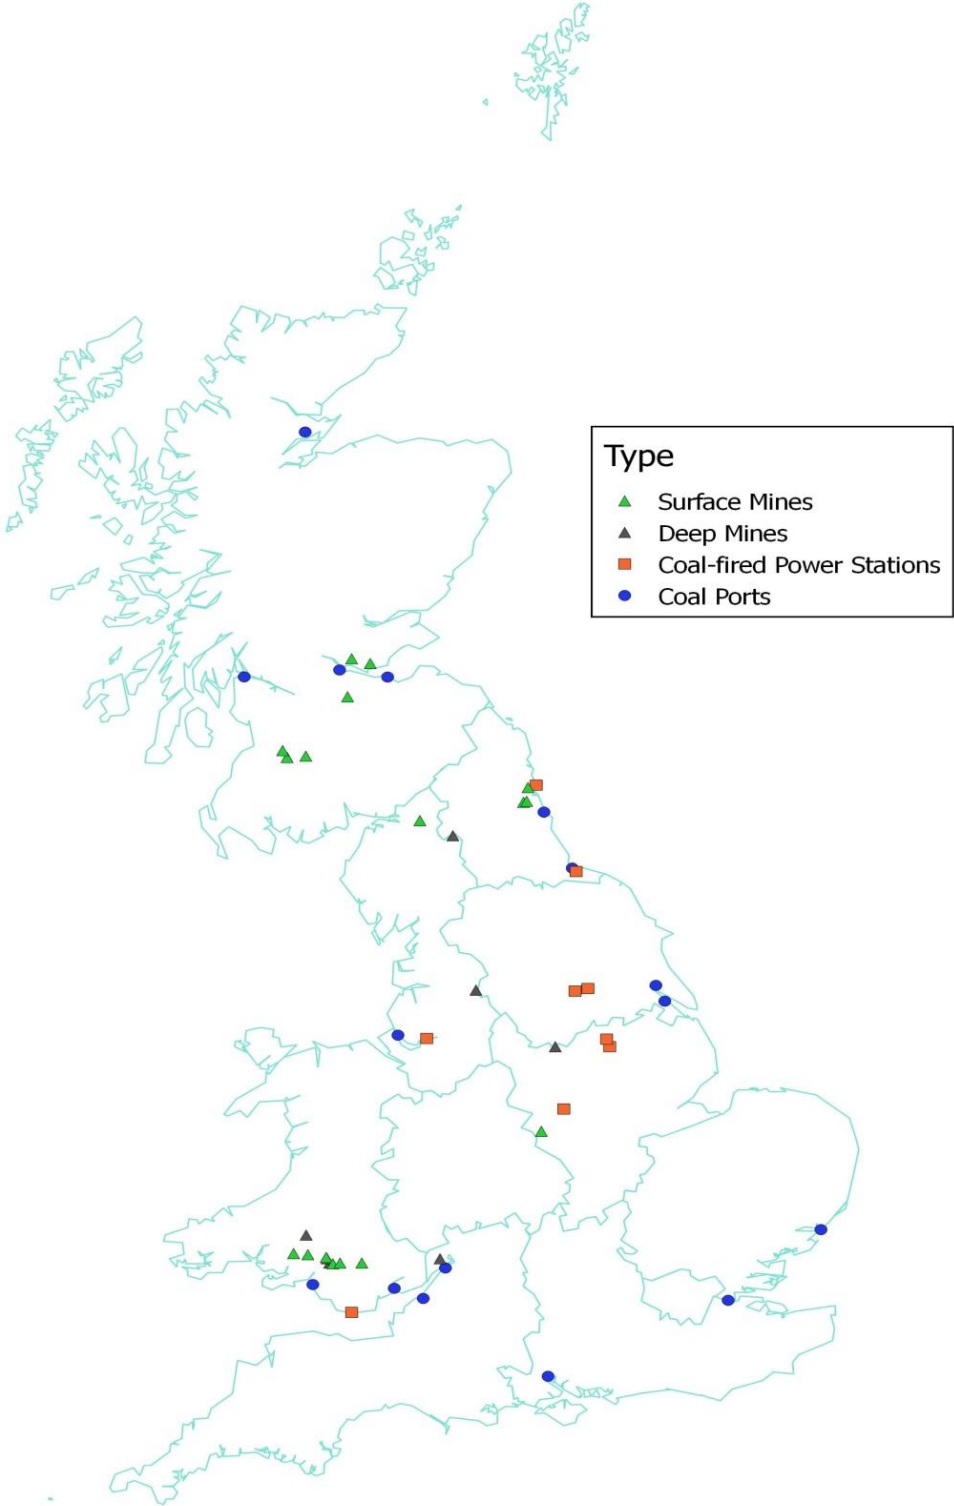 Type
Surface Mines
Deep Mines
Coal-fired Power Stations
Coal Ports